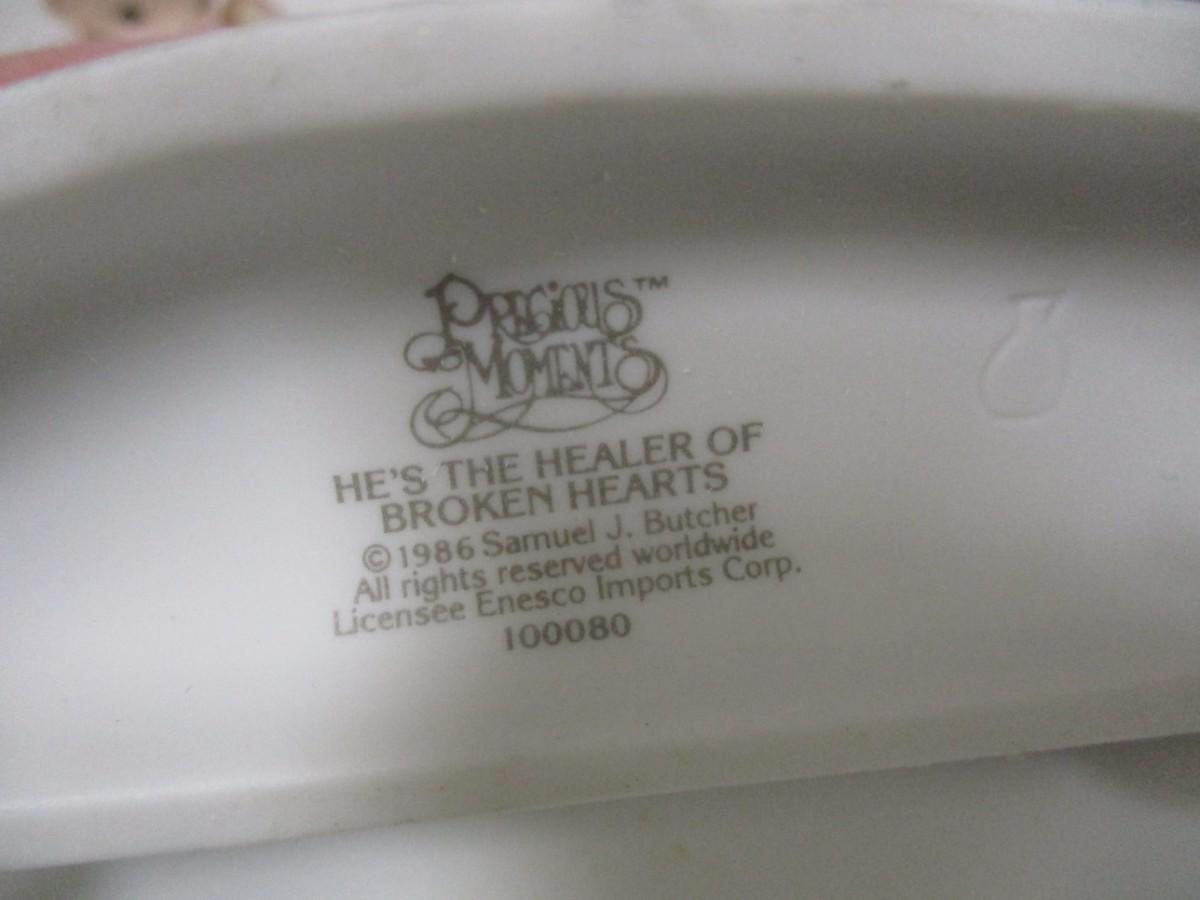 PRECIOUS™
MOMENTS
HE'S THE HEALER OF
BROKEN HEARTS
© 1986 Samuel J. Butcher
All rights reserved worldwide
Licensee Enesco Imports Corp.
100080